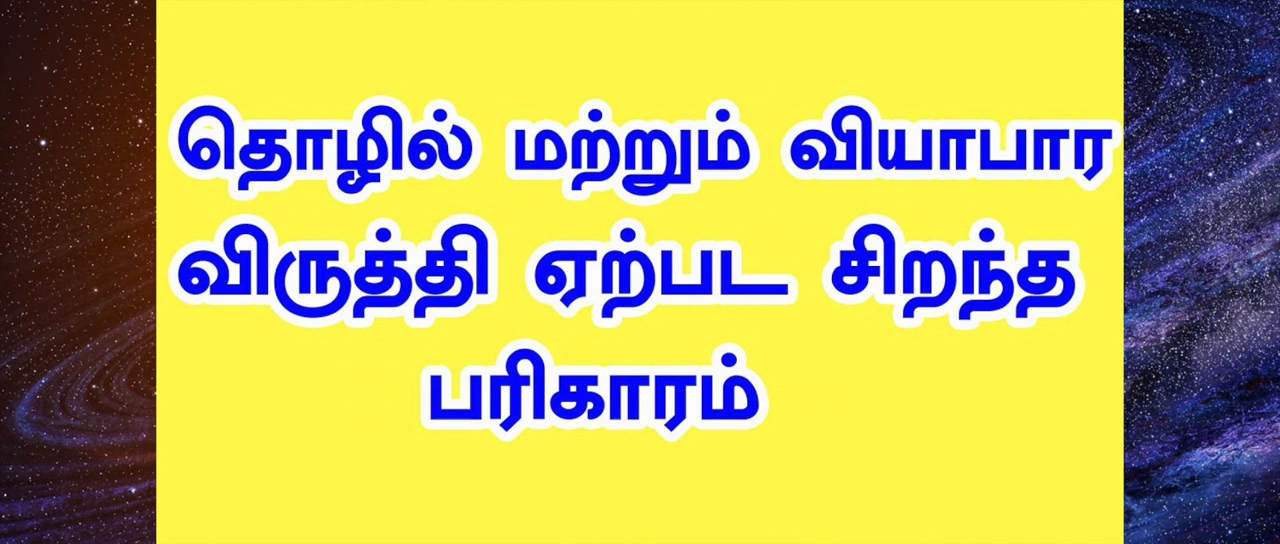 தொழில் மற்றும் வியாபார
விருத்தி ஏற்பட சிறந்த
பரிகாரம்